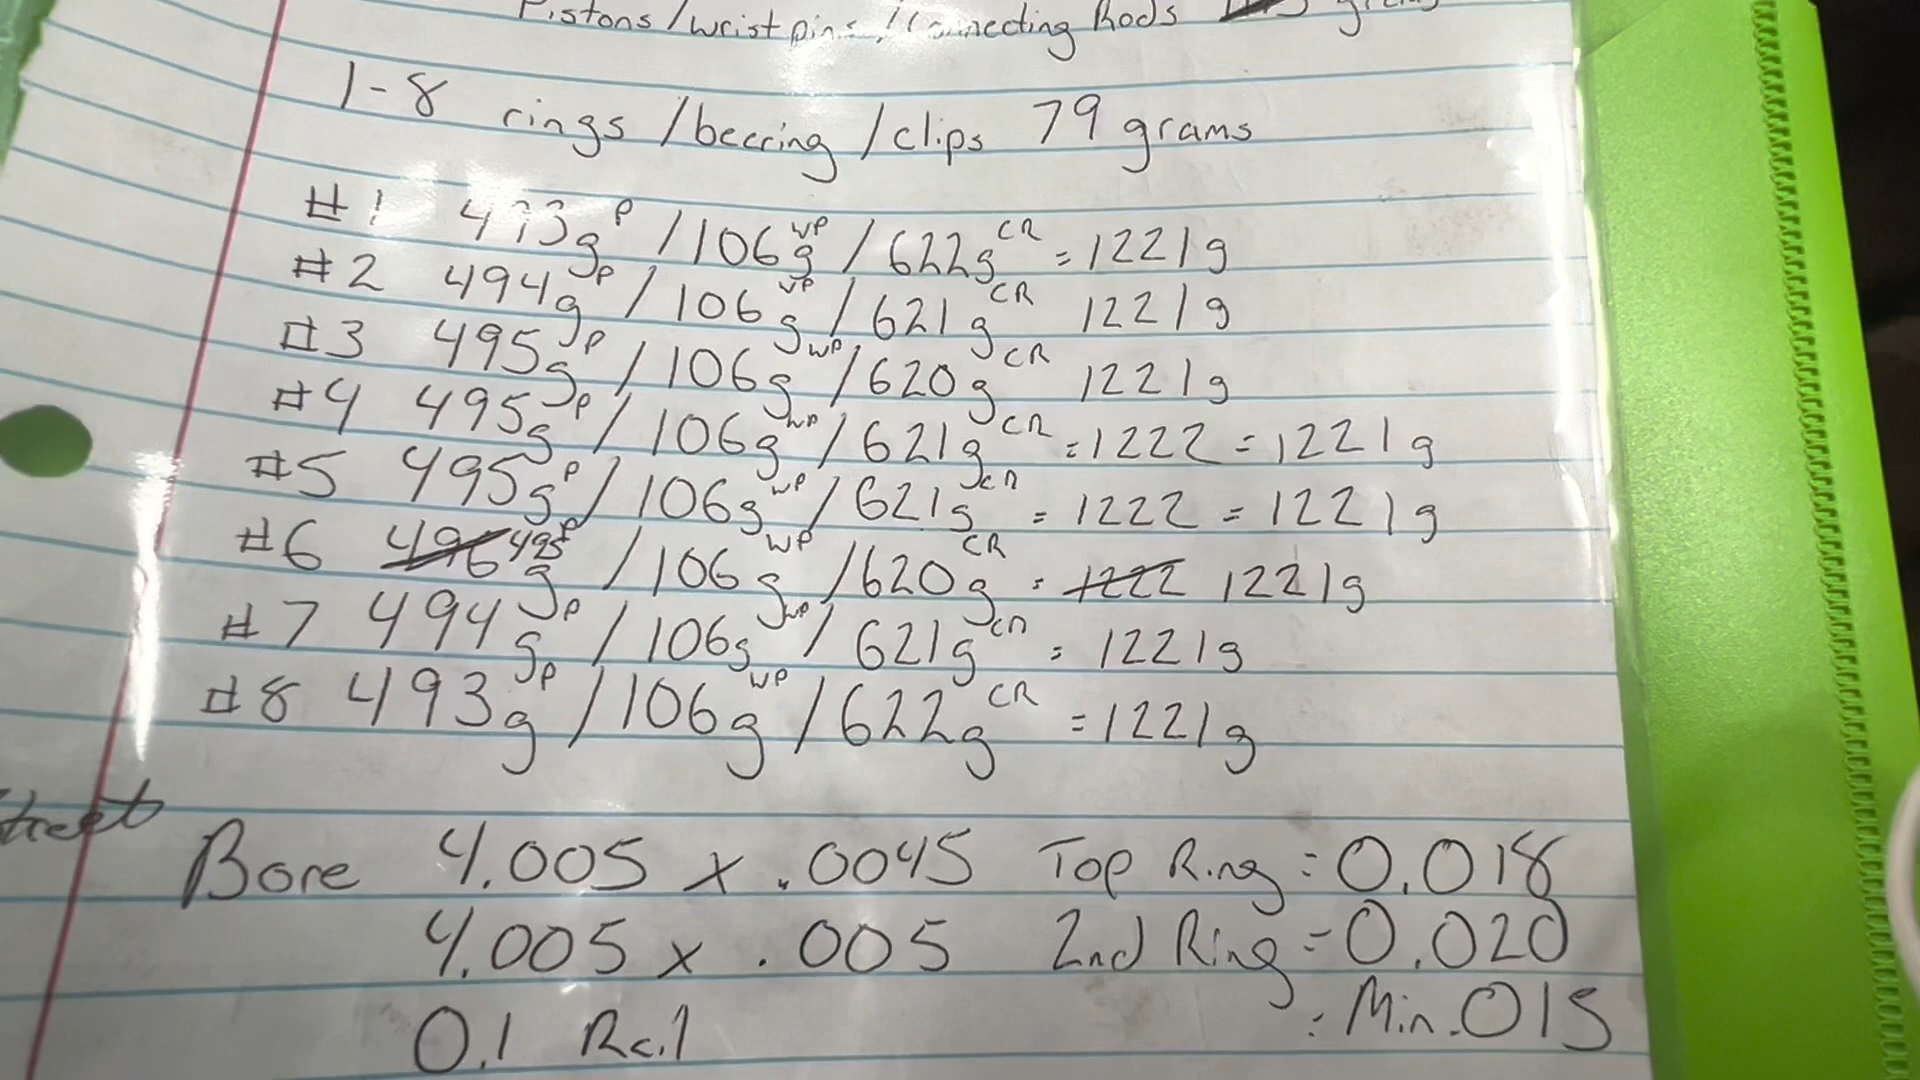 Pistons/wrist pins/Connecting Rods
1-8 rings/beering/clips 79 grams
#1 493g P /106g WP /622g CR = 1221g
#2 494g P /106g WP /621g CR 1221g
#3 495g P /106g WP /620g CR 1221g
#4 495g P /106g WP /621g CR = 1222 = 1221g
#5 495g P /106g WP /621g CR = 1222 = 1221g
#6 496 495g P /106g WP /620g CR = 1222 1221g
#7 494g P /106g WP /621g CR = 1221g
#8 493g P /106g WP /622g CR = 1221g
Bore 4.005 x .0045 Top Ring = 0.018
4.005 x .005 2nd Ring = 0.020
0.1 Rail = Min .015